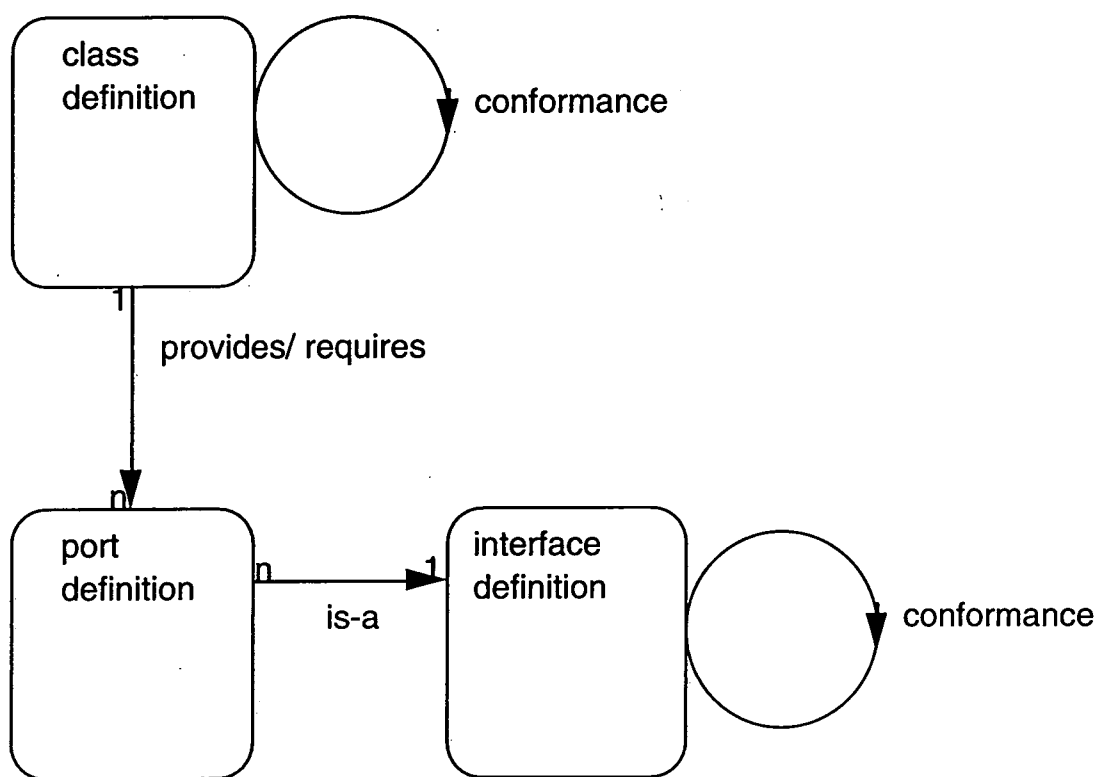 class
definition
conformance
1
provides/ requires
n
port
definition
n
is-a
1
interface
definition
conformance